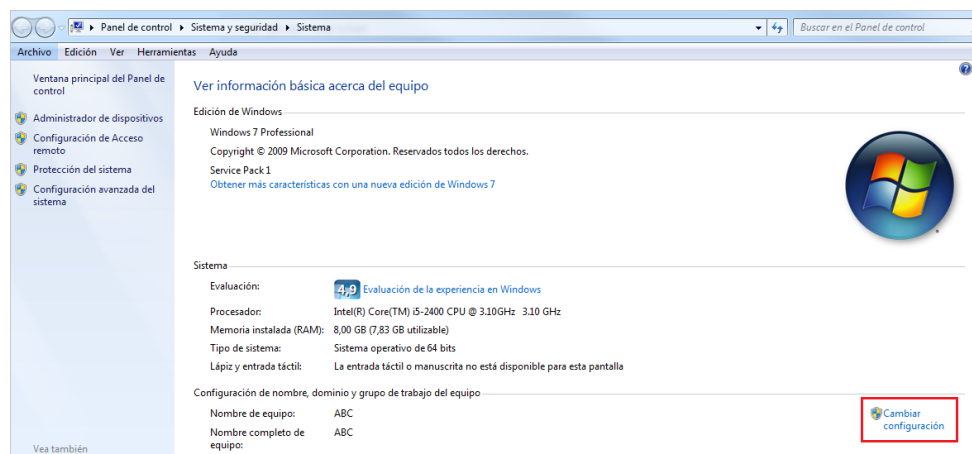 Panel de control ▸ Sistema y seguridad ▸ Sistema
Buscar en el Panel de control
Archivo Edición Ver Herramientas Ayuda
Ventana principal del Panel de
control
Administrador de dispositivos
Configuración de Acceso
remoto
Protección del sistema
Configuración avanzada del
sistema
Vea también
Ver información básica acerca del equipo
Edición de Windows
Windows 7 Professional
Copyright © 2009 Microsoft Corporation. Reservados todos los derechos.
Service Pack 1
Obtener más características con una nueva edición de Windows 7
Sistema
Evaluación: 4,9 Evaluación de la experiencia en Windows
Procesador: Intel(R) Core(TM) i5-2400 CPU @ 3.10GHz 3.10 GHz
Memoria instalada (RAM): 8,00 GB (7,83 GB utilizable)
Tipo de sistema: Sistema operativo de 64 bits
Lápiz y entrada táctil: La entrada táctil o manuscrita no está disponible para esta pantalla
Configuración de nombre, dominio y grupo de trabajo del equipo
Nombre de equipo: ABC
Nombre completo de
equipo: ABC
Cambiar
configuración